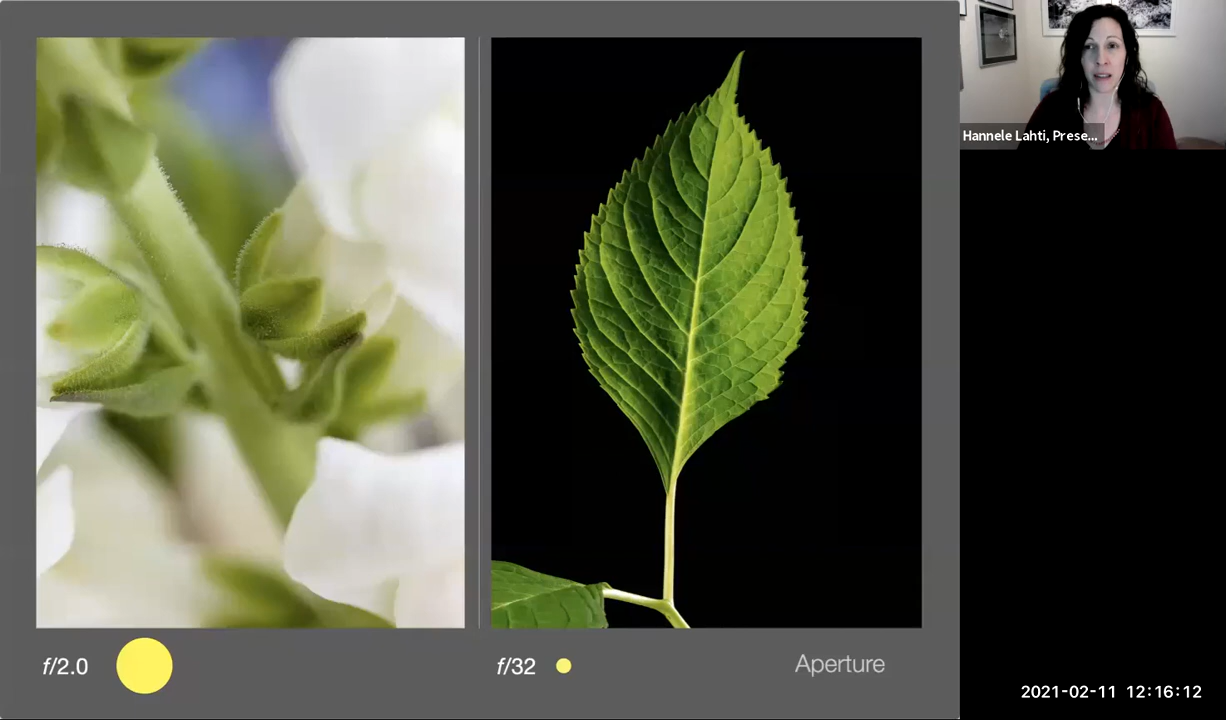 Hannele Lahti, Prese...
f/2.0
f/32
Aperture
2021-02-11 12:16:12